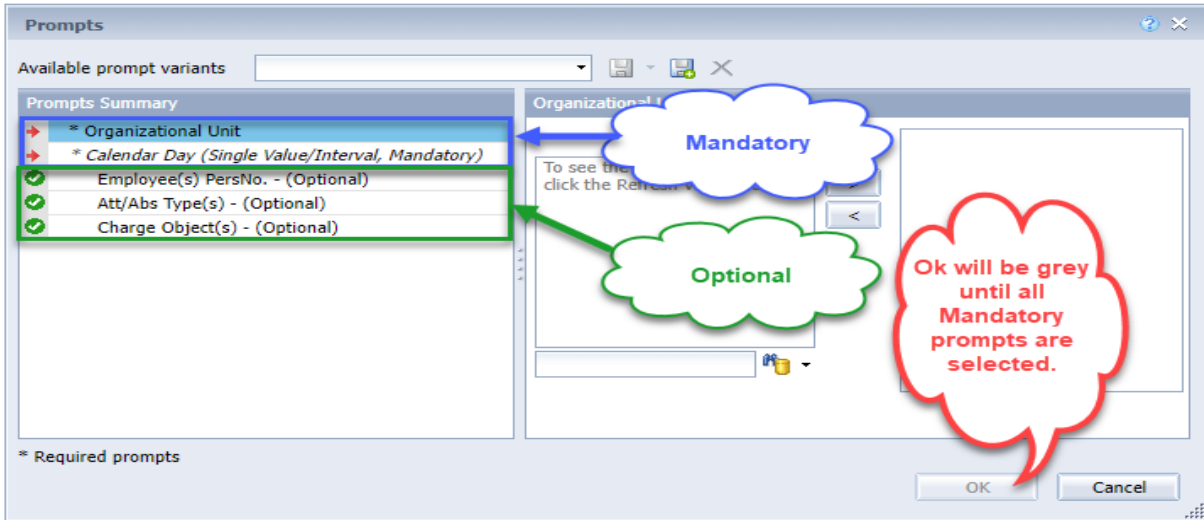 Prompts
Available prompt variants
Prompts Summary
Organizational
* Organizational Unit
* Calendar Day (Single Value/Interval, Mandatory)
Employee(s) PersNo. - (Optional)
Att/Abs Type(s) - (Optional)
Charge Object(s) - (Optional)
Mandatory
To see the
click the
>
<
Optional
Ok will be grey
until all
Mandatory
prompts are
selected.
* Required prompts
OK
Cancel